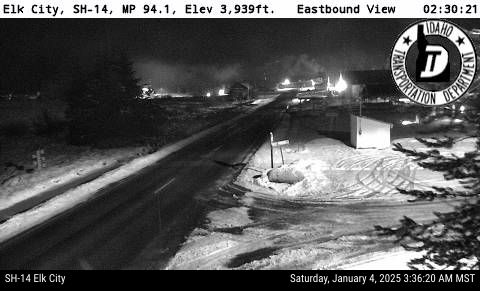 Elk City, SH-14, MP 94.1, Elev 3,939ft. Eastbound View 02:30:21
IDAHO
TRANSPORTATION DEPARTMENT
SH-14 Elk City Saturday, January 4, 2025 3:36:20 AM MST